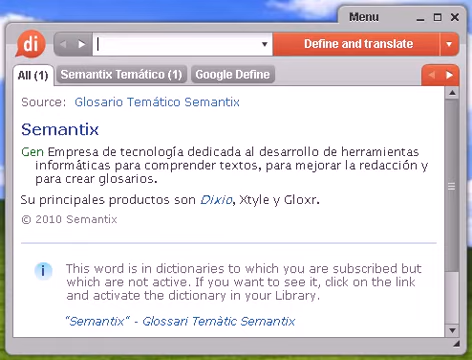 Menu
di
Define and translate
All (1)
Semantix Temático (1)
Google Define
Source: Glosario Temático Semantix
Semantix
Gen Empresa de tecnología dedicada al desarrollo de herramientas
informáticas para comprender textos, para mejorar la redacción y
para crear glosarios.
Su principales productos son Dixio, Xtyle y Gloxr.
© 2010 Semantix
i
This word is in dictionaries to which you are subscribed but
which are not active. If you want to see it, click on the link
and activate the dictionary in your Library.
"Semantix" - Glossari Temàtic Semantix